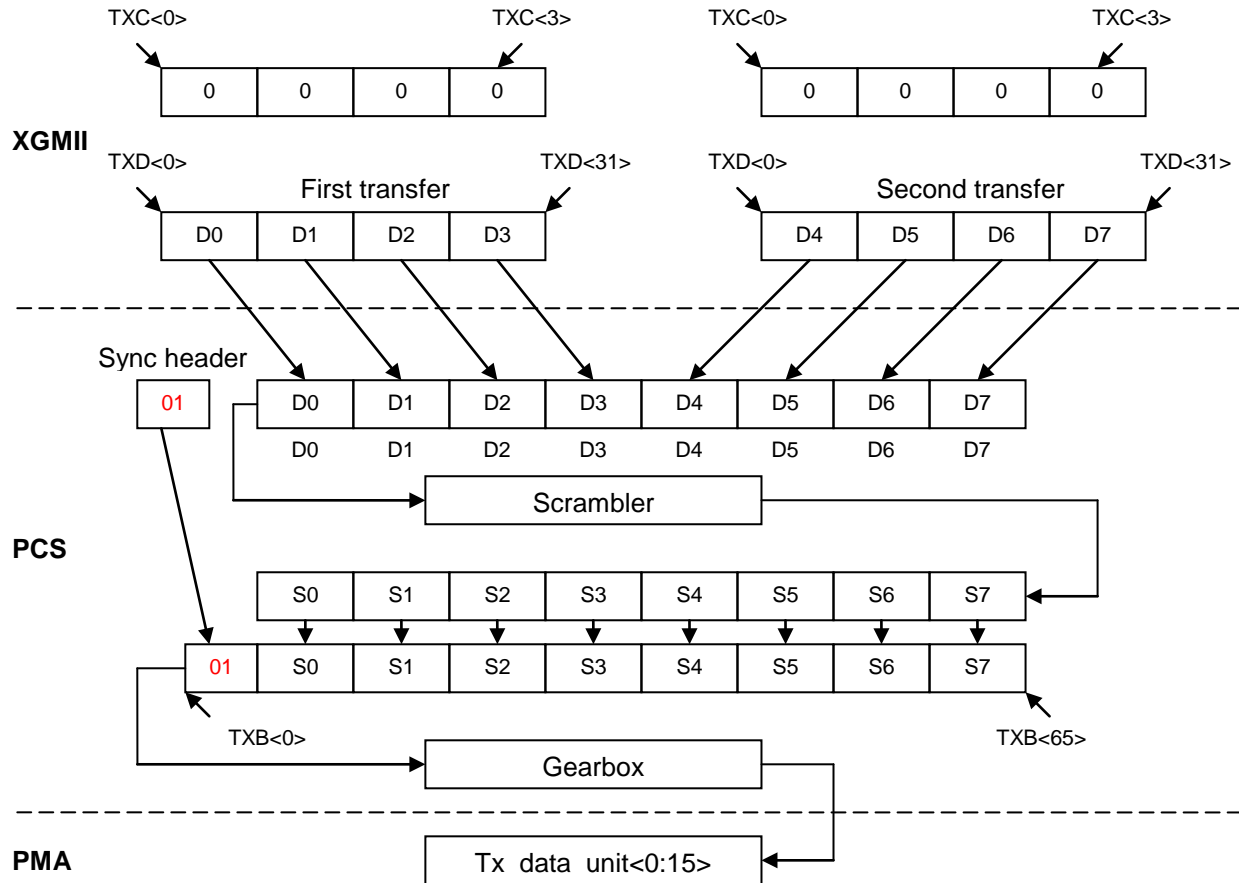 TXC<0> TXC<3> TXC<0> TXC<3>
0 0 0 0 0 0 0 0
XGMII
TXD<0> TXD<31> TXD<0> TXD<31>
First transfer Second transfer
D0 D1 D2 D3 D4 D5 D6 D7
Sync header
01 D0 D1 D2 D3 D4 D5 D6 D7
D0 D1 D2 D3 D4 D5 D6 D7
Scrambler
PCS
S0 S1 S2 S3 S4 S5 S6 S7
01 S0 S1 S2 S3 S4 S5 S6 S7
TXB<0> TXB<65>
Gearbox
PMA
Tx data unit<0:15>